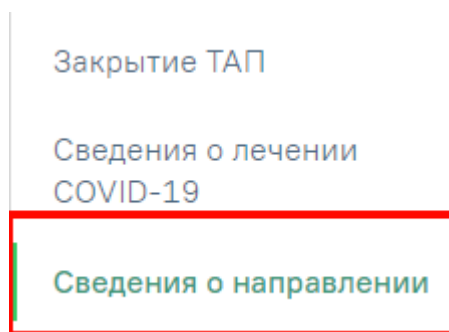 Закрытие ТАП
Сведения о лечении
COVID-19
Сведения о направлении